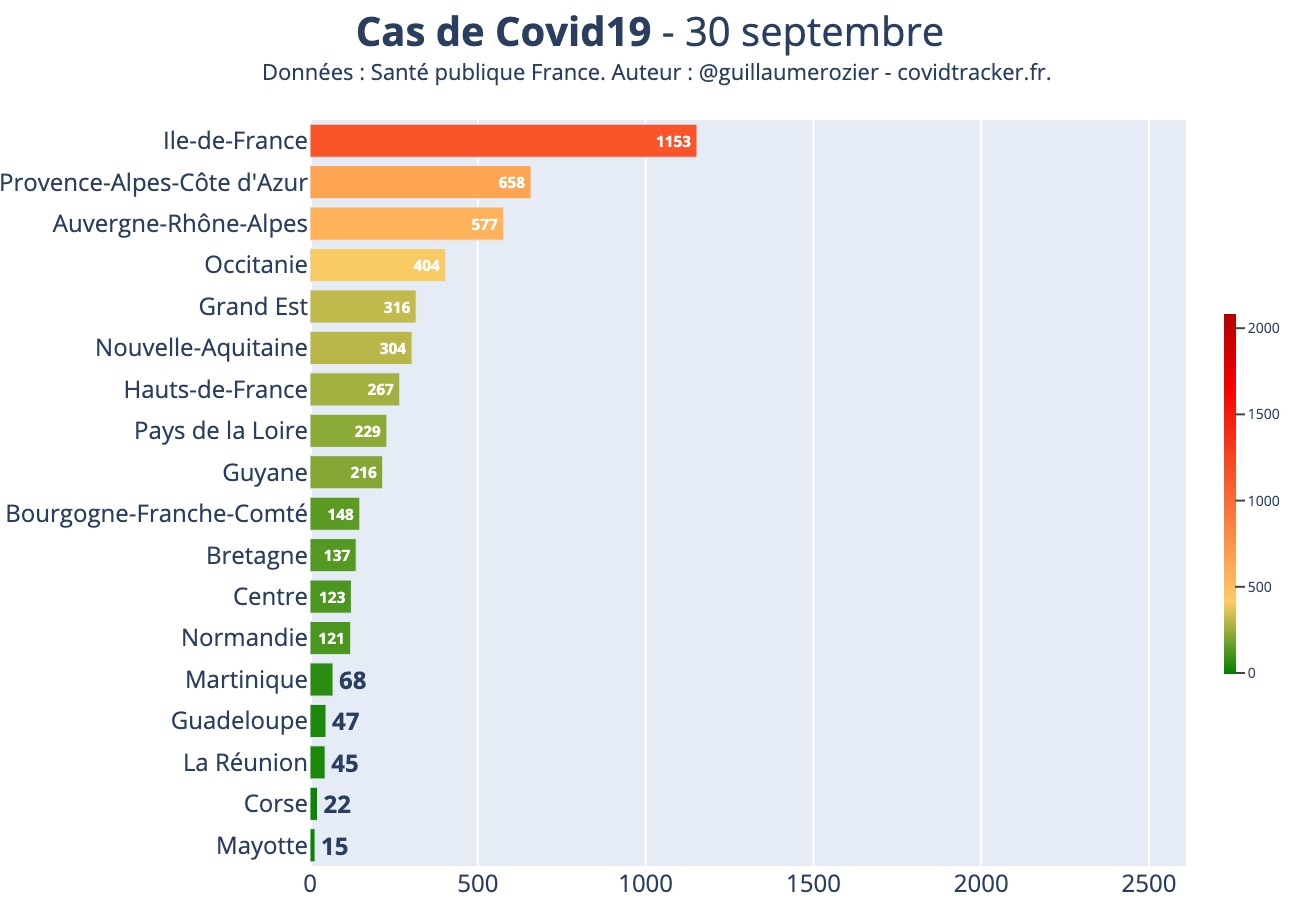 Cas de Covid19 - 30 septembre
Données : Santé publique France. Auteur : @guillaumerozier - covidtracker.fr.
Ile-de-France 1153
Provence-Alpes-Côte d'Azur 658
Auvergne-Rhône-Alpes 577
Occitanie 404
Grand Est 316
Nouvelle-Aquitaine 304
Hauts-de-France 267
Pays de la Loire 229
Guyane 216
Bourgogne-Franche-Comté 148
Bretagne 137
Centre 123
Normandie 121
Martinique 68
Guadeloupe 47
La Réunion 45
Corse 22
Mayotte 15
0 500 1000 1500 2000 2500
2000
1500
1000
500
0